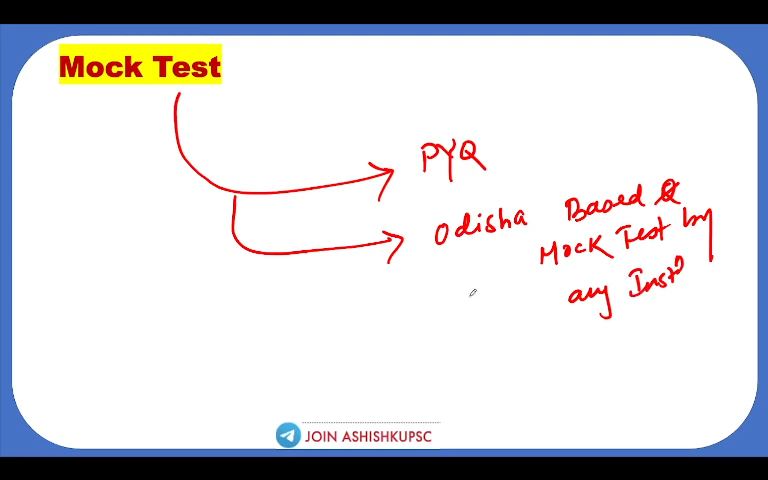 Mock Test
PYQ
Odisha Based Q
Mock Test by
any Inst
JOIN ASHISHKUPSC